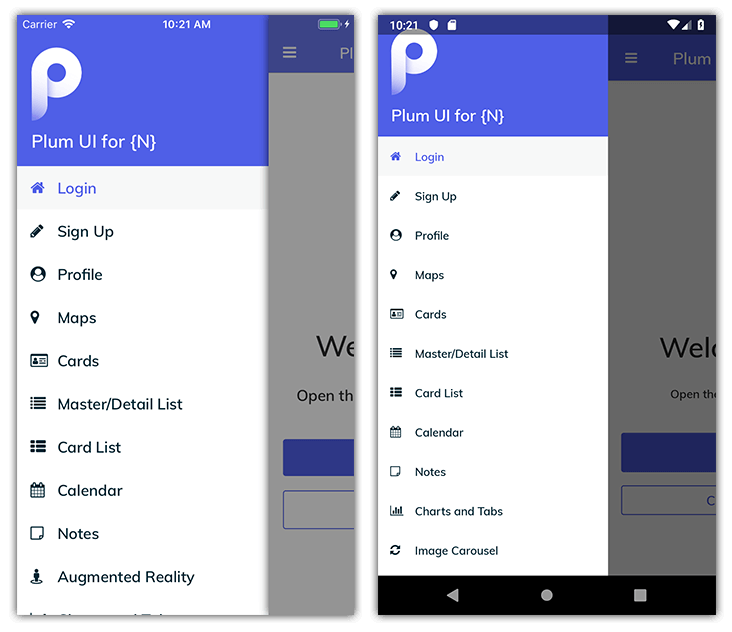 Carrier 10:21 AM
Pl
Plum UI for {N}
Login
Sign Up
Profile
Maps
Cards
Master/Detail List
Card List
Calendar
Notes
Augmented Reality
We
Open th
10:21
Plum
Plum UI for {N}
Login
Sign Up
Profile
Maps
Cards
Master/Detail List
Card List
Calendar
Notes
Charts and Tabs
Image Carousel
Welc
Open the
C